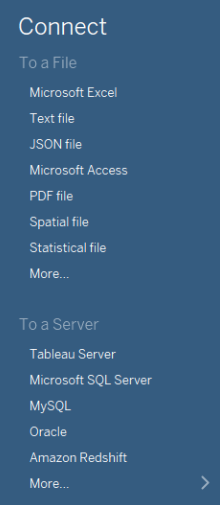 Connect
To a File
Microsoft Excel
Text file
JSON file
Microsoft Access
PDF file
Spatial file
Statistical file
More...
To a Server
Tableau Server
Microsoft SQL Server
MySQL
Oracle
Amazon Redshift
More...